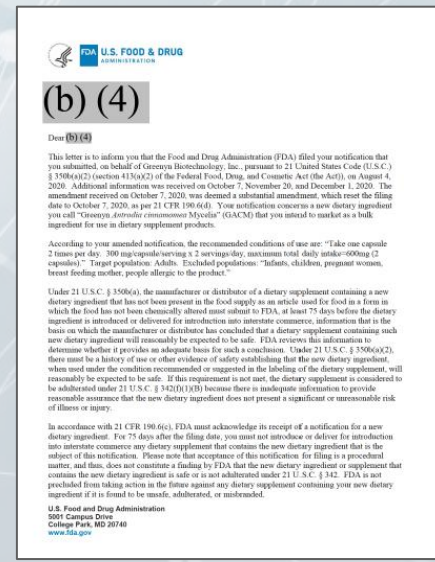 FDA U.S. FOOD & DRUG
ADMINISTRATION
(b) (4)
Dear (b) (4)
This letter is to inform you that the Food and Drug Administration (FDA) filed your notification that
you submitted, on behalf of Greenyn Biotechnology, Inc., pursuant to 21 United States Code (U.S.C.)
§ 350b(a)(2) (section 413(a)(2) of the Federal Food, Drug, and Cosmetic Act (the Act)), on August 4,
2020. Additional information was received on October 7, November 20, and December 1, 2020. The
amendment received on October 7, 2020, was deemed a substantial amendment, which reset the filing
date to October 7, 2020, as per 21 CFR 190.6(d). Your notification concerns a new dietary ingredient
you call “Greenyn Antrodia cinnamomea Mycelia” (GACM) that you intend to market as a bulk
ingredient for use in dietary supplement products.
According to your amended notification, the recommended conditions of use are: “Take one capsule
2 times per day. 300 mg/capsule/serving x 2 servings/day, maximum total daily intake=600mg (2
capsules).” Target population: Adults. Excluded populations: “Infants, children, pregnant women,
breast feeding mother, people allergic to the product.”
Under 21 U.S.C. § 350b(a), the manufacturer or distributor of a dietary supplement containing a new
dietary ingredient that has not been present in the food supply as an article used for food in a form in
which the food has not been chemically altered must submit to FDA, at least 75 days before the dietary
ingredient is introduced or delivered for introduction into interstate commerce, information that is the
basis on which the manufacturer or distributor has concluded that a dietary supplement containing such
new dietary ingredient will reasonably be expected to be safe. FDA reviews this information to
determine whether it provides an adequate basis for such a conclusion. Under 21 U.S.C. § 350b(a)(2),
there must be a history of use or other evidence of safety establishing that the new dietary ingredient,
when used under the condition recommended or suggested in the labeling of the dietary supplement, will
reasonably be expected to be safe. If this requirement is not met, the dietary supplement is considered to
be adulterated under 21 U.S.C. § 342(f)(1)(B) because there is inadequate information to provide
reasonable assurance that the new dietary ingredient does not present a significant or unreasonable risk
of illness or injury.
In accordance with 21 CFR 190.6(c), FDA must acknowledge its receipt of a notification for a new
dietary ingredient. For 75 days after the filing date, you must not introduce or deliver for introduction
into interstate commerce any dietary supplement that contains the new dietary ingredient that is the
subject of this notification. Please note that acceptance of this notification for filing is a procedural
matter, and thus, does not constitute a finding by FDA that the new dietary ingredient or supplement that
contains the new dietary ingredient is safe or is not adulterated under 21 U.S.C. § 342. FDA is not
precluded from taking action in the future against any dietary supplement containing your new dietary
ingredient if it is found to be unsafe, adulterated, or misbranded.
U.S. Food and Drug Administration
5001 Campus Drive
College Park, MD 20740
www.fda.gov